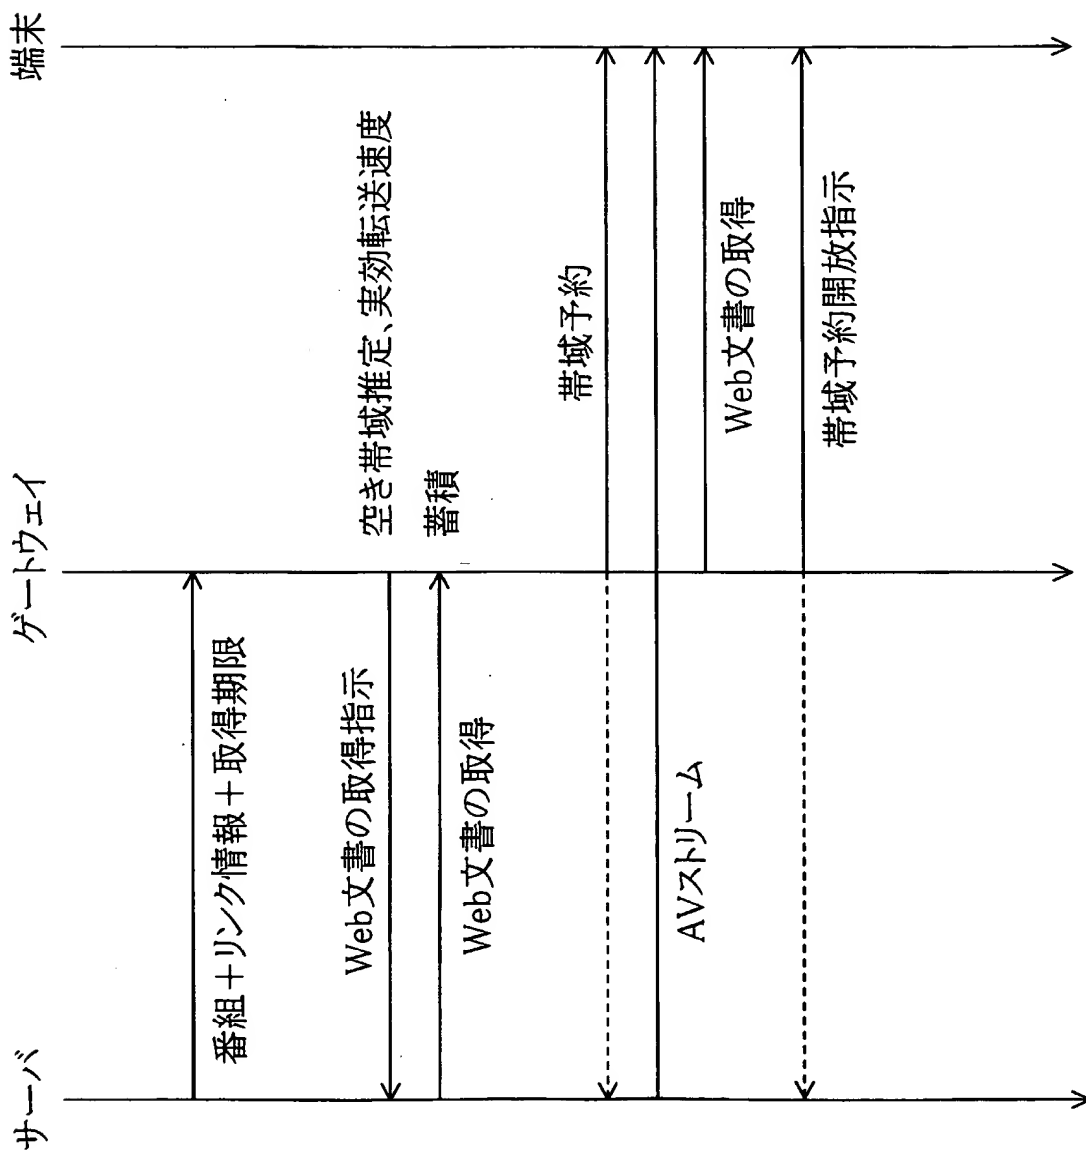 サーバ
ゲートウェイ
端末
番組＋リンク情報＋取得期限
Web文書の取得指示
空き帯域推定、実効転送速度
Web文書の取得
蓄積
帯域予約
AVストリーム
Web文書の取得
帯域予約開放指示